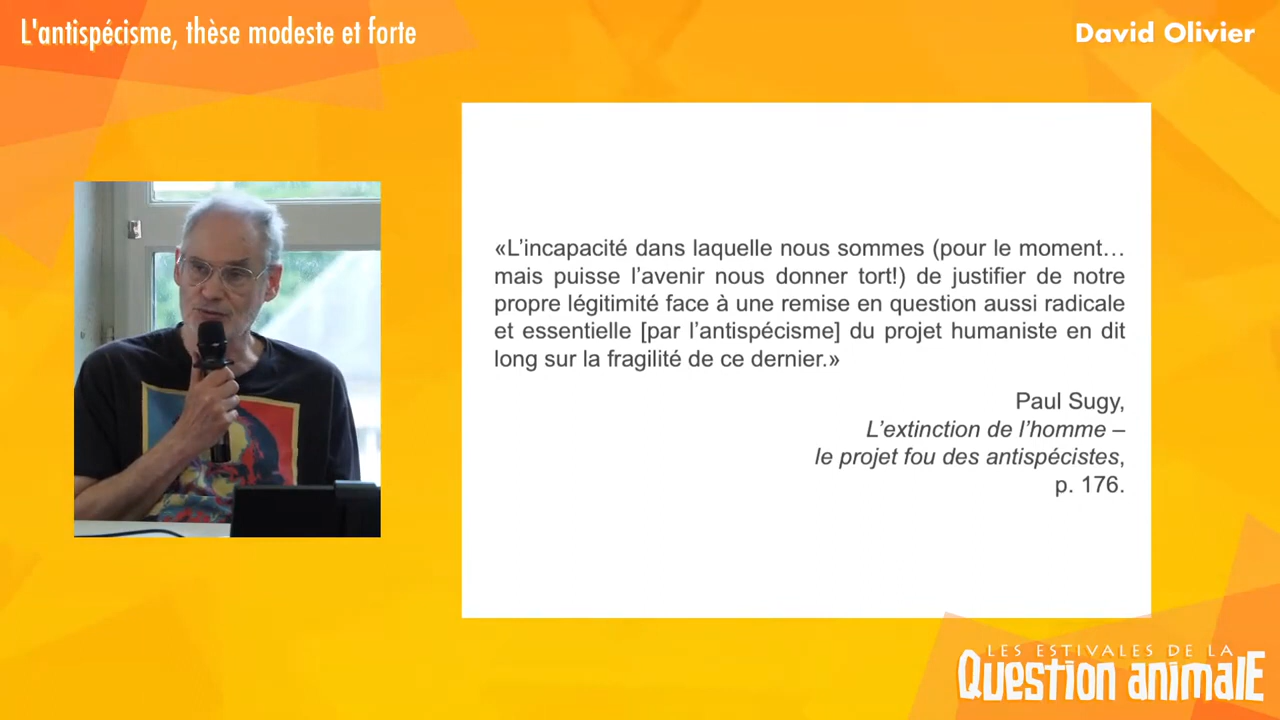 L'antispécisme, thèse modeste et forte
David Olivier
«L’incapacité dans laquelle nous sommes (pour le moment…
mais puisse l’avenir nous donner tort!) de justifier de notre
propre légitimité face à une remise en question aussi radicale
et essentielle [par l’antispécisme] du projet humaniste en dit
long sur la fragilité de ce dernier.»
Paul Sugy,
L’extinction de l’homme –
le projet fou des antispécistes,
p. 176.
LES ESTIVALES DE LA
QuEstion animalE